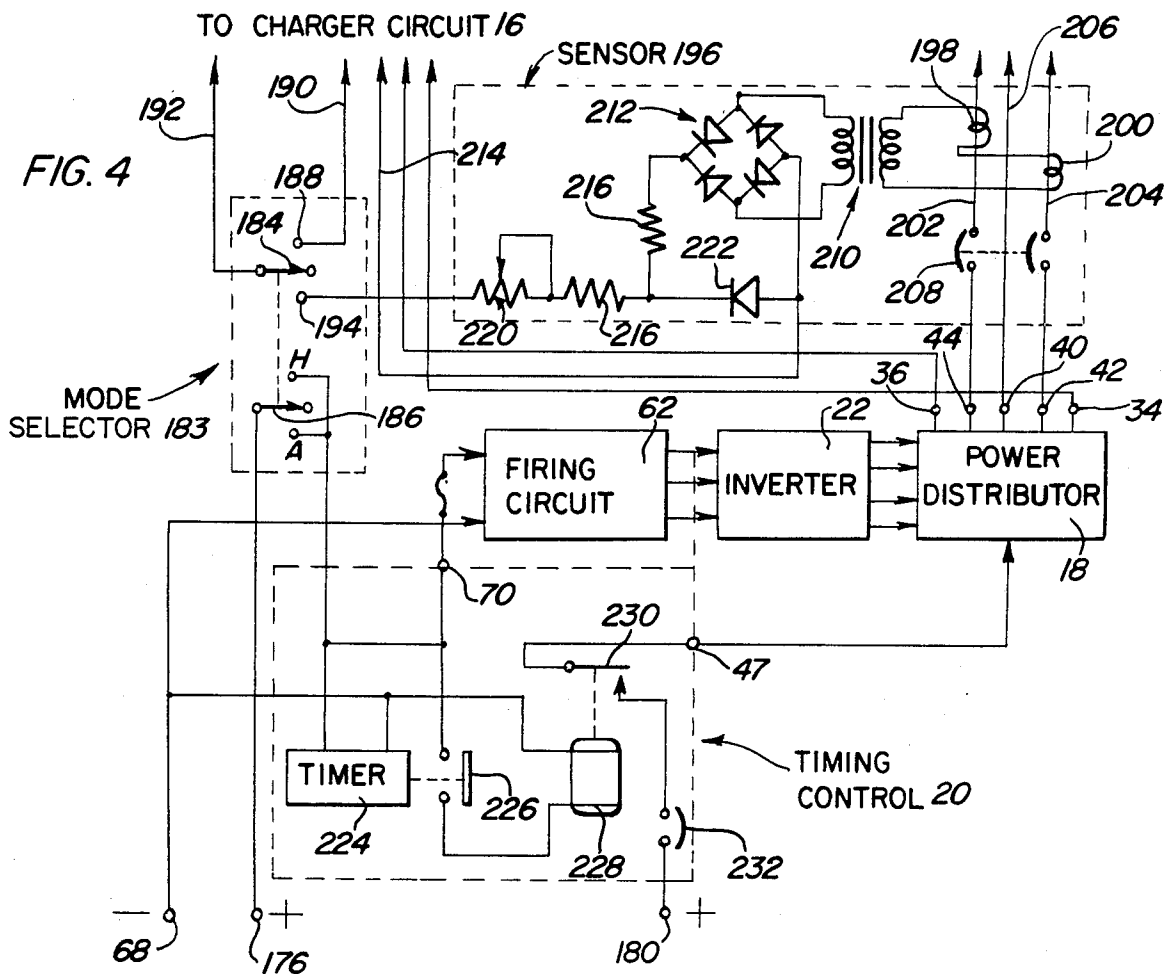 TO CHARGER CIRCUIT 16
SENSOR 196
206
198
190
192
212
200
FIG. 4
214
188
204
184
216
202
210
222
208
194
220
216
H
36
44
40
42
34
MODE
SELECTOR 183
186
A
62
22
FIRING
CIRCUIT
INVERTER
POWER
DISTRIBUTOR
18
70
230
47
TIMER
226
TIMING
CONTROL 20
224
228
232
−
+
+
68
176
180